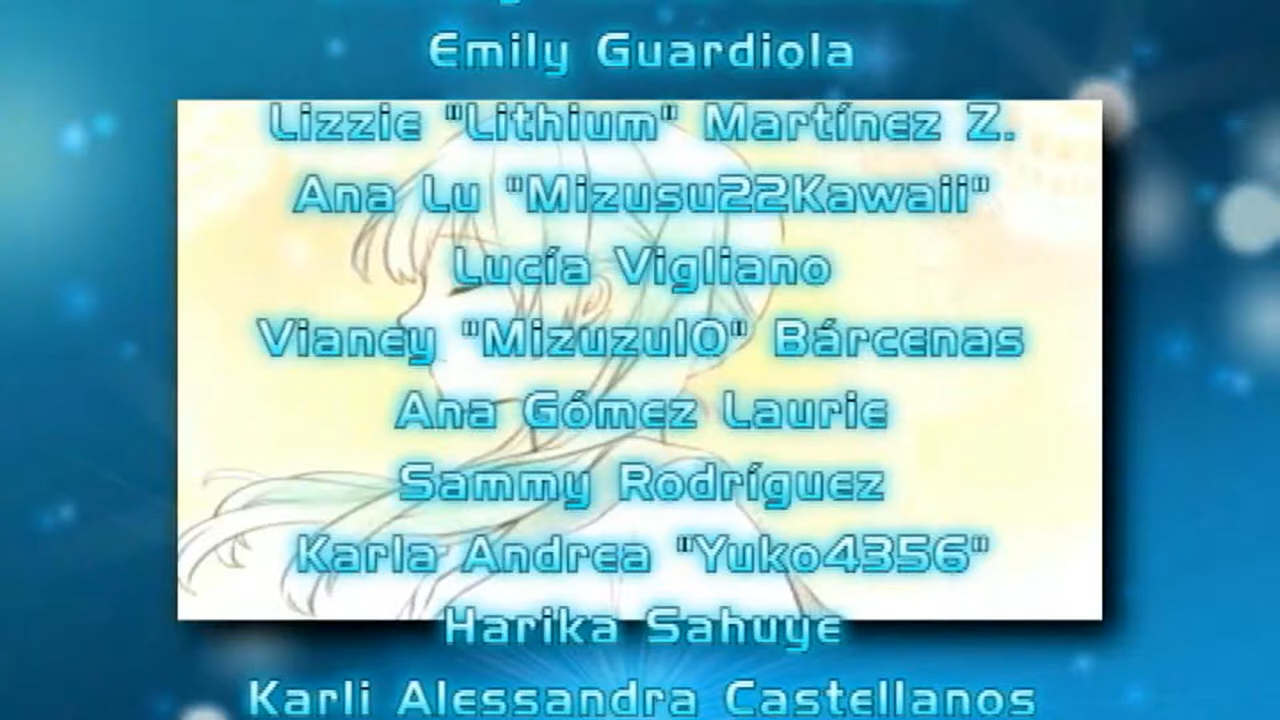 Emily Guardiola
Lizzie "Lithium" Martínez Z.
Ana Lu "Mizusu22Kawaii"
Lucía Vigliano
Vianey "Mizuzul0" Bárcenas
Ana Gómez Laurie
Sammy Rodríguez
Karla Andrea "Yuko4356"
Harika Sahuye
Karli Alessandra Castellanos